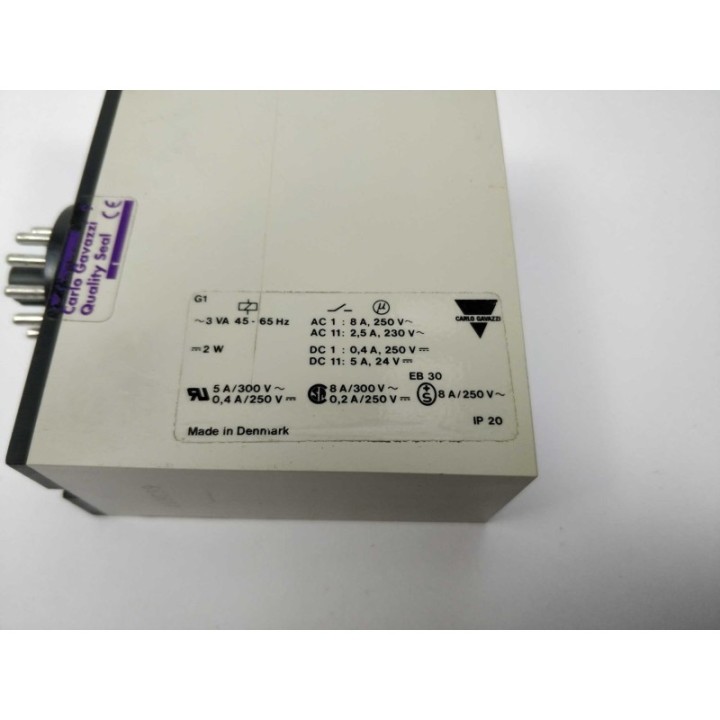 Carlo Gavazzi
Quality Seal CE
G1
µ
~3 VA 45 - 65 Hz
AC 1 : 8 A, 250 V~
AC 11: 2,5 A, 230 V~
CARLO GAVAZZI
⎓2 W
DC 1 : 0,4 A, 250 V⎓
DC 11: 5 A, 24 V⎓
EB 30
5 A/300 V~
0,4 A/250 V⎓
8 A/300 V~
0,2 A/250 V⎓
+S 8 A/250 V~
Made in Denmark
IP 20